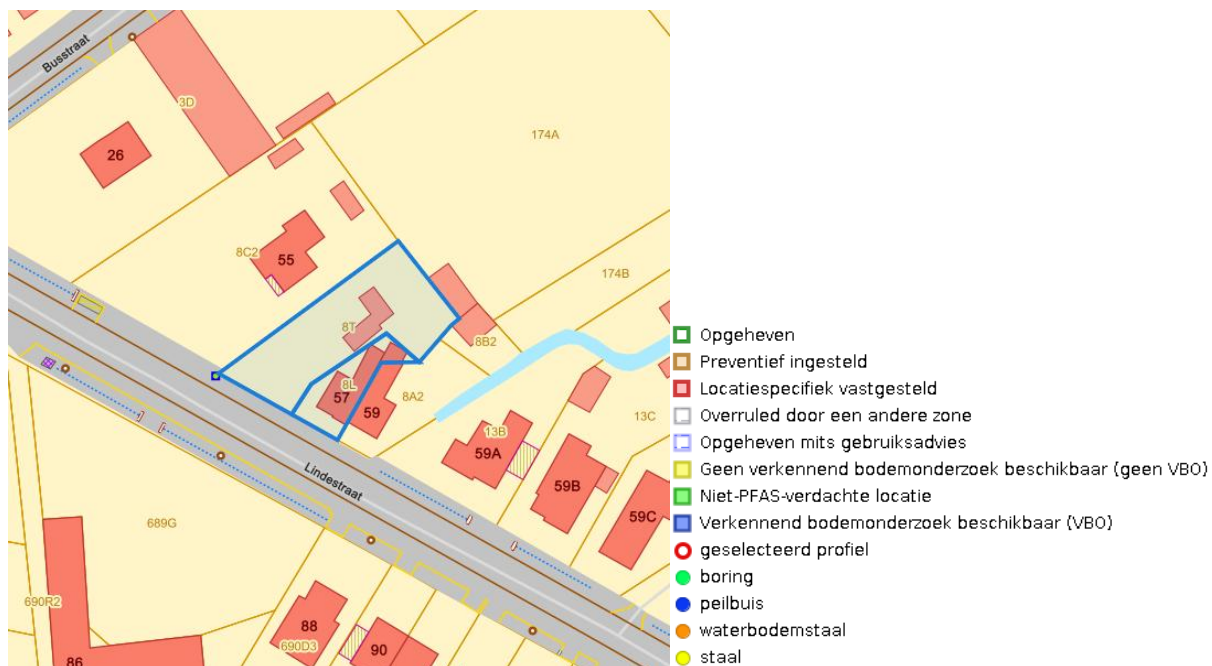 Busstraat
3D
26
174A
8C2
55
174B
8T
8B2
8L
57
59
8A2
13C
13B
59A
59B
59C
Lindestraat
689G
690R2
88
690D3
90
86
Opgeheven
Preventief ingesteld
Locatiespecifiek vastgesteld
Overruled door een andere zone
Opgeheven mits gebruiksadvies
Geen verkennend bodemonderzoek beschikbaar (geen VBO)
Niet-PFAS-verdachte locatie
Verkennend bodemonderzoek beschikbaar (VBO)
geselecteerd profiel
boring
peilbuis
waterbodemstaal
staal